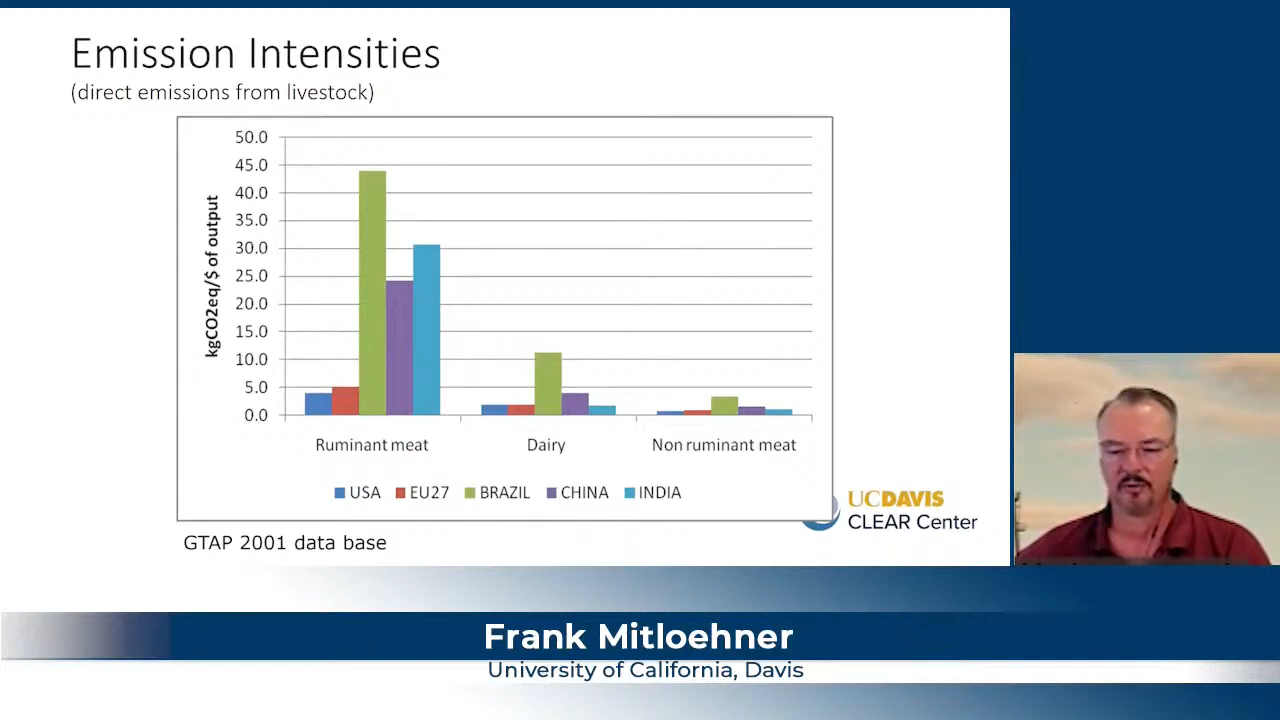 Emission Intensities
(direct emissions from livestock)
kgCO2eq/$ of output
50.0
45.0
40.0
35.0
30.0
25.0
20.0
15.0
10.0
5.0
0.0
Ruminant meat Dairy Non ruminant meat
USA EU27 BRAZIL CHINA INDIA
UCDAVIS
CLEAR Center
GTAP 2001 data base
Frank Mitloehner
University of California, Davis